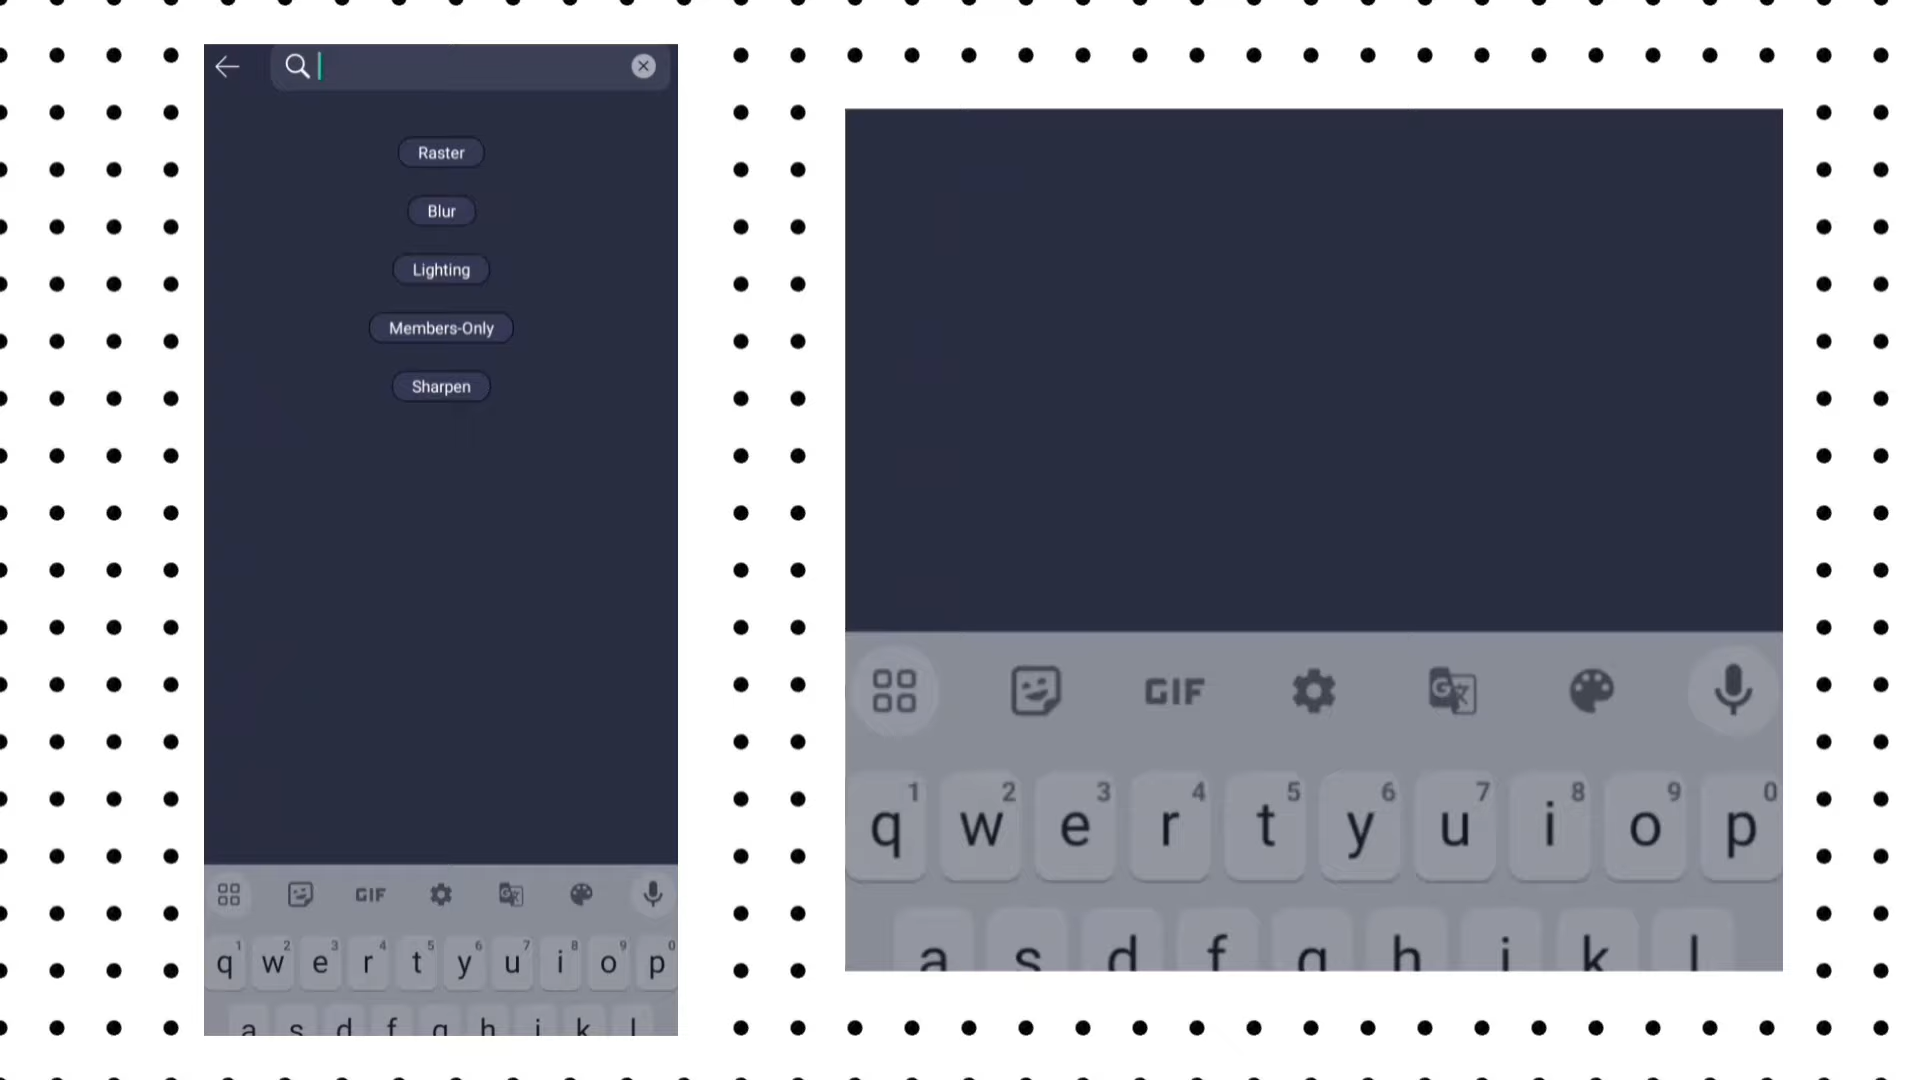 Raster
Blur
Lighting
Members-Only
Sharpen
GIF
1 2 3 4 5 6 7 8 9 0
q w e r t y u i o p
a s d f g h j k l
GIF
1 2 3 4 5 6 7 8 9 0
q w e r t y u i o p
a s d f g h j k l